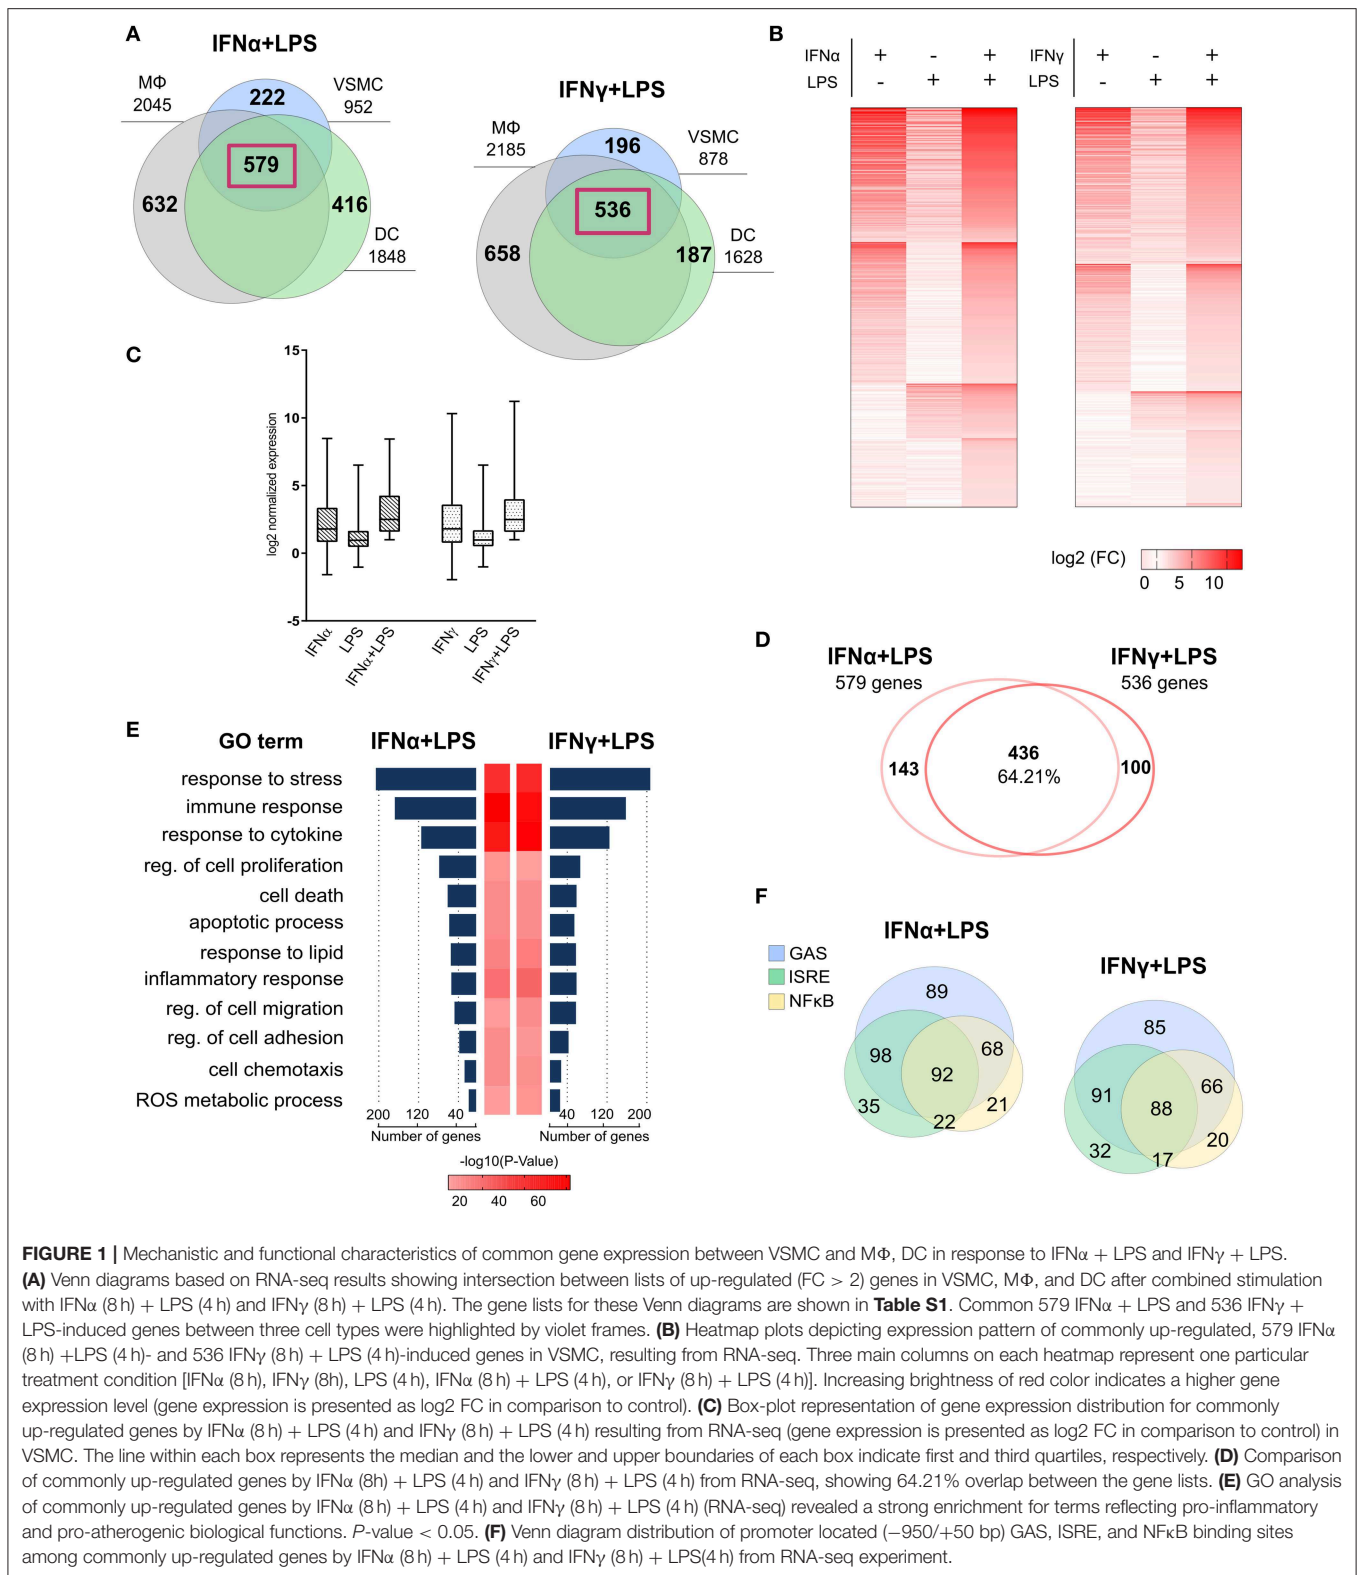 A
IFNα+LPS
MΦ
2045
222
VSMC
952
579
632
416
DC
1848
IFNγ+LPS
MΦ
2185
196
VSMC
878
536
658
187
DC
1628
B
IFNα + - +
LPS - + +
IFNγ + - +
LPS - + +
log2 (FC)
0 5 10
C
log2 normalized expression
15
10
5
0
-5
IFNα
LPS
IFNα+LPS
IFNγ
LPS
IFNγ+LPS
D
IFNα+LPS
579 genes
IFNγ+LPS
536 genes
143
436
64.21%
100
E
GO term
IFNα+LPS
IFNγ+LPS
response to stress
immune response
response to cytokine
reg. of cell proliferation
cell death
apoptotic process
response to lipid
inflammatory response
reg. of cell migration
reg. of cell adhesion
cell chemotaxis
ROS metabolic process
200 120 40
Number of genes
40 120 200
Number of genes
-log10(P-Value)
20 40 60
F
GAS
ISRE
NFκB
IFNα+LPS
89
98
68
92
35
22
21
IFNγ+LPS
85
91
66
88
32
17
20
FIGURE 1 | Mechanistic and functional characteristics of common gene expression between VSMC and MΦ, DC in response to IFNα + LPS and IFNγ + LPS.
(A) Venn diagrams based on RNA-seq results showing intersection between lists of up-regulated (FC > 2) genes in VSMC, MΦ, and DC after combined stimulation
with IFNα (8 h) + LPS (4 h) and IFNγ (8 h) + LPS (4 h). The gene lists for these Venn diagrams are shown in Table S1. Common 579 IFNα + LPS and 536 IFNγ +
LPS-induced genes between three cell types were highlighted by violet frames. (B) Heatmap plots depicting expression pattern of commonly up-regulated, 579 IFNα
(8 h) +LPS (4 h)- and 536 IFNγ (8 h) + LPS (4 h)-induced genes in VSMC, resulting from RNA-seq. Three main columns on each heatmap represent one particular
treatment condition [IFNα (8 h), IFNγ (8h), LPS (4 h), IFNα (8 h) + LPS (4 h), or IFNγ (8 h) + LPS (4 h)]. Increasing brightness of red color indicates a higher gene
expression level (gene expression is presented as log2 FC in comparison to control). (C) Box-plot representation of gene expression distribution for commonly
up-regulated genes by IFNα (8 h) + LPS (4 h) and IFNγ (8 h) + LPS (4 h) resulting from RNA-seq (gene expression is presented as log2 FC in comparison to control) in
VSMC. The line within each box represents the median and the lower and upper boundaries of each box indicate first and third quartiles, respectively. (D) Comparison
of commonly up-regulated genes by IFNα (8h) + LPS (4 h) and IFNγ (8 h) + LPS (4 h) from RNA-seq, showing 64.21% overlap between the gene lists. (E) GO analysis
of commonly up-regulated genes by IFNα (8 h) + LPS (4 h) and IFNγ (8 h) + LPS (4 h) (RNA-seq) revealed a strong enrichment for terms reflecting pro-inflammatory
and pro-atherogenic biological functions. P-value < 0.05. (F) Venn diagram distribution of promoter located (−950/+50 bp) GAS, ISRE, and NFκB binding sites
among commonly up-regulated genes by IFNα (8 h) + LPS (4 h) and IFNγ (8 h) + LPS(4 h) from RNA-seq experiment.